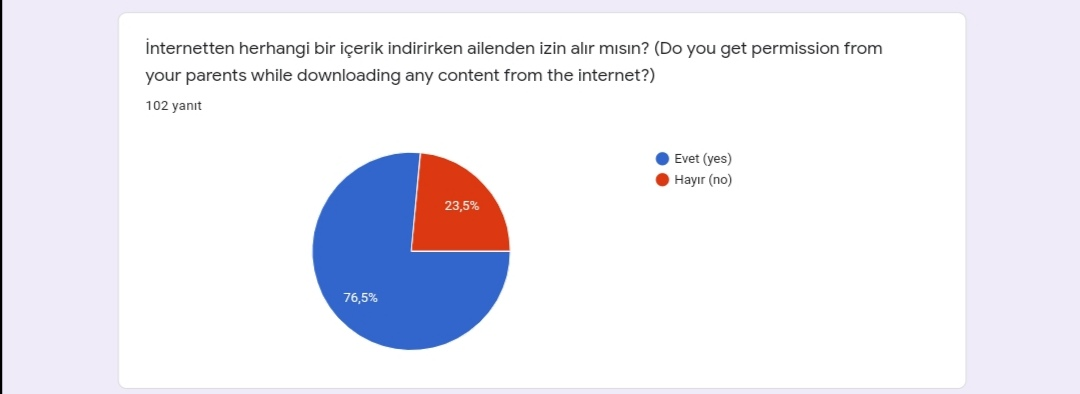 İnternetten herhangi bir içerik indirirken ailenden izin alır mısın? (Do you get permission from
your parents while downloading any content from the internet?)
102 yanıt
Evet (yes)
Hayır (no)
23,5%
76,5%